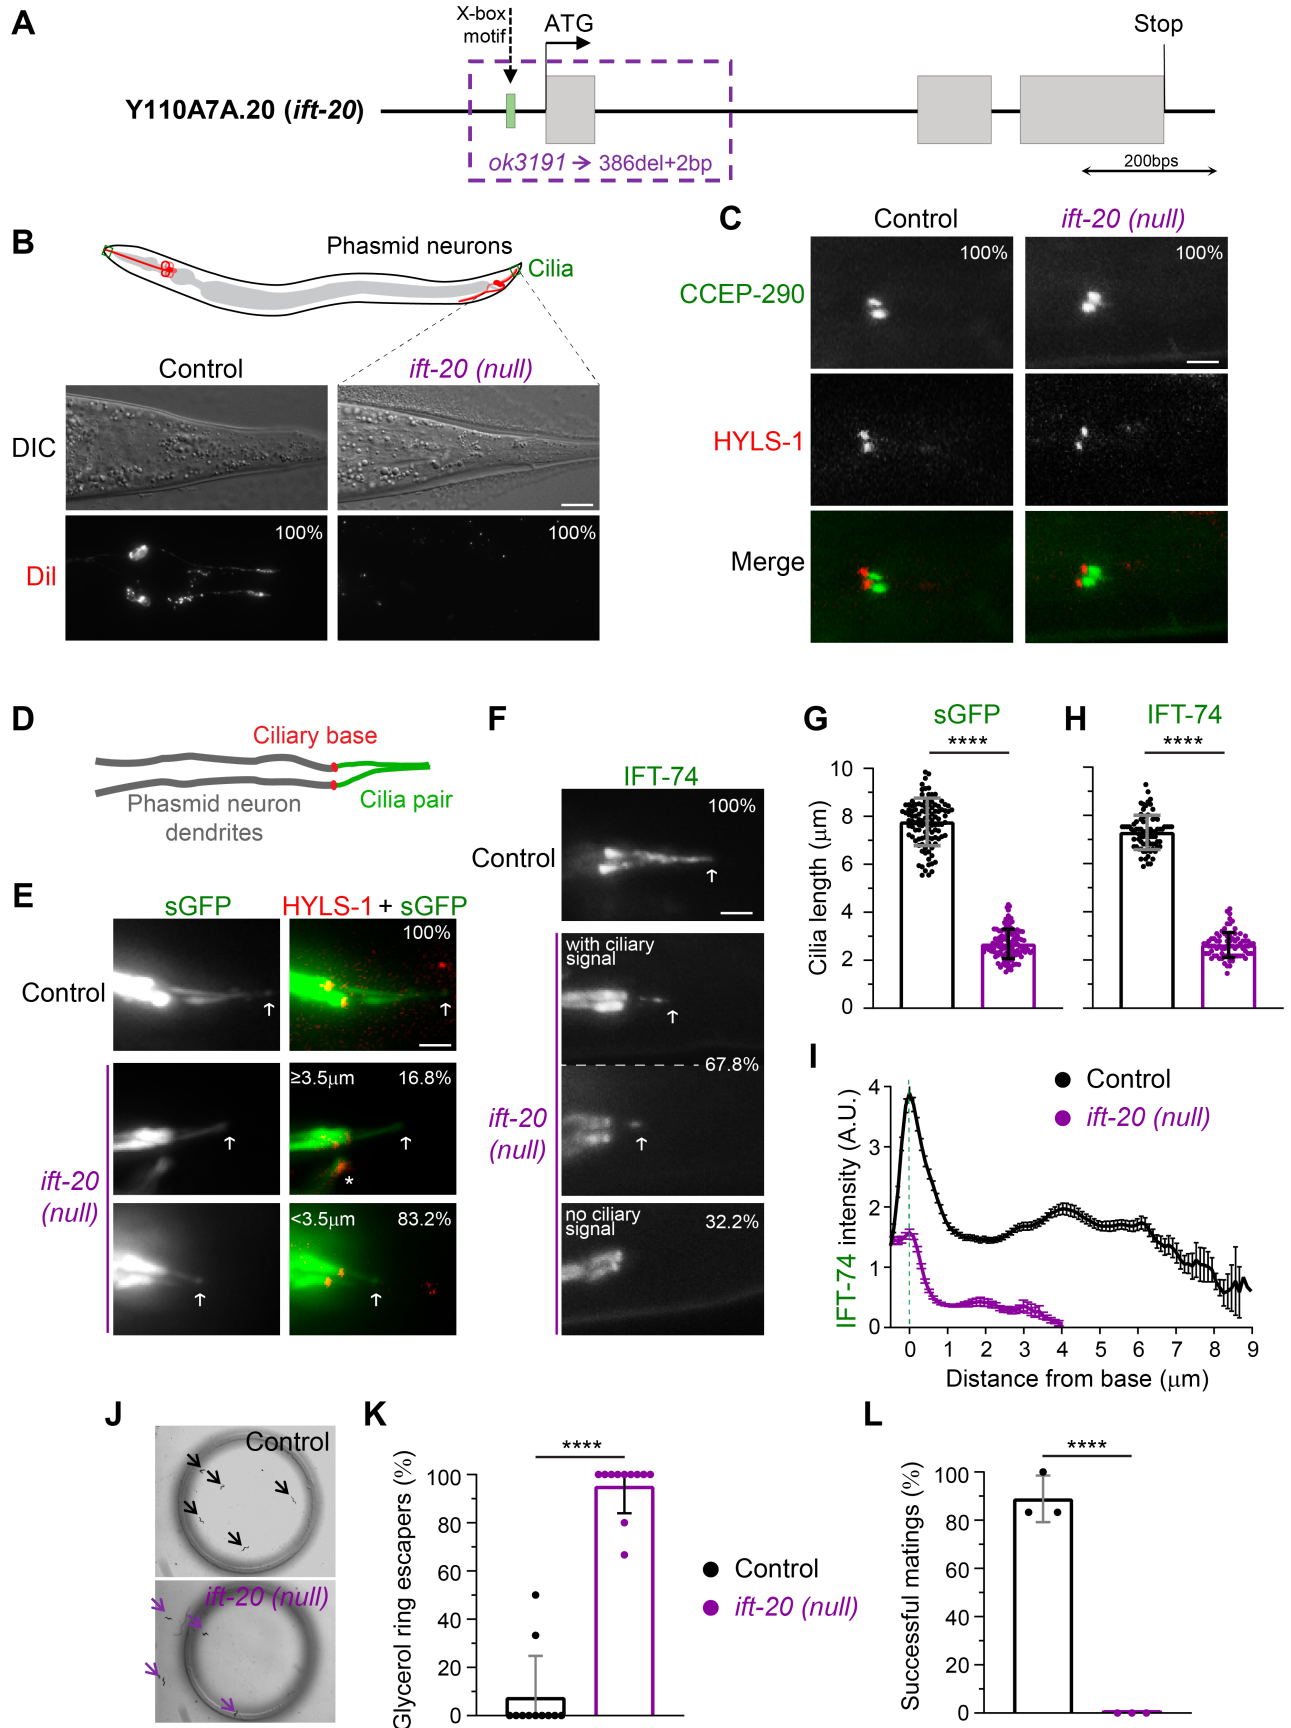 A
X-box
motif
ATG
Stop
Y110A7A.20 (ift-20)
ok3191 → 386del+2bp
200bps
B
Phasmid neurons
Cilia
Control
ift-20 (null)
DIC
DiI
100%
100%
C
Control
ift-20 (null)
CCEP-290
100%
100%
HYLS-1
Merge
D
Ciliary base
Phasmid neuron
dendrites
Cilia pair
E
sGFP
HYLS-1 + sGFP
Control
100%
ift-20
(null)
≥3.5μm
16.8%
*
<3.5μm
83.2%
F
IFT-74
Control
100%
ift-20
(null)
with ciliary
signal
67.8%
no ciliary
signal
32.2%
G
sGFP
****
Cilia length (μm)
10
8
6
4
2
0
H
IFT-74
****
I
Control
ift-20 (null)
IFT-74 intensity (A.U.)
4
3
2
1
0
0 1 2 3 4 5 6 7 8 9
Distance from base (μm)
J
Control
ift-20 (null)
K
****
Glycerol ring escapers (%)
100
80
60
40
20
0
Control
ift-20 (null)
L
****
Successful matings (%)
100
80
60
40
20
0